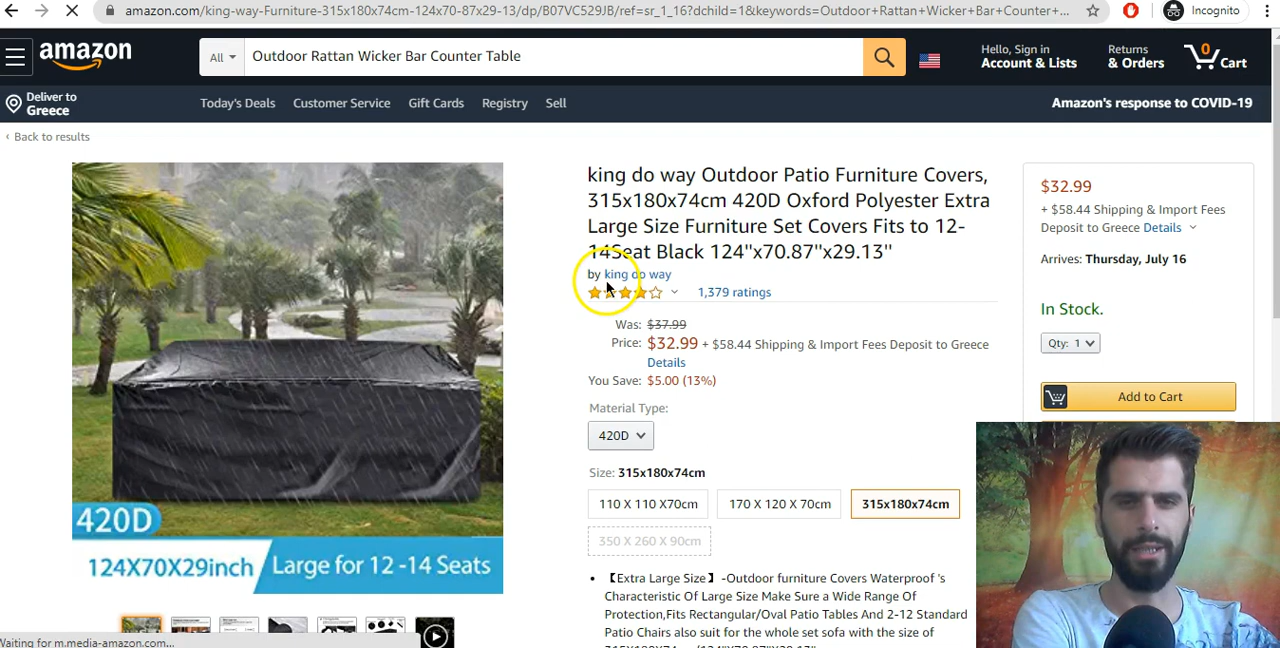 amazon.com/king-way-Furniture-315x180x74cm-124x70-87x29-13/dp/B07VC529JB/ref=sr_1_16?dchild=1&keywords=Outdoor+Rattan+Wicker+Bar+Counter+...
Incognito
amazon
All
Outdoor Rattan Wicker Bar Counter Table
Hello, Sign in
Account & Lists
Returns
& Orders
0
Cart
Deliver to
Greece
Today's Deals
Customer Service
Gift Cards
Registry
Sell
Amazon's response to COVID-19
‹ Back to results
king do way Outdoor Patio Furniture Covers,
315x180x74cm 420D Oxford Polyester Extra
Large Size Furniture Set Covers Fits to 12-
14Seat Black 124''x70.87''x29.13''
by king do way
1,379 ratings
Was: $37.99
Price: $32.99 + $58.44 Shipping & Import Fees Deposit to Greece
Details
You Save: $5.00 (13%)
Material Type:
420D
Size: 315x180x74cm
110 X 110 X70cm
170 X 120 X 70cm
315x180x74cm
350 X 260 X 90cm
• 【Extra Large Size】-Outdoor furniture Covers Waterproof 's
Characteristic Of Large Size Make Sure a Wide Range Of
Protection,Fits Rectangular/Oval Patio Tables And 2-12 Standard
Patio Chairs also suit for the whole set sofa with the size of
$32.99
+ $58.44 Shipping & Import Fees
Deposit to Greece Details
Arrives: Thursday, July 16
In Stock.
Qty: 1
Add to Cart
420D
124X70X29inch
Large for 12 -14 Seats
Waiting for m.media-amazon.com...